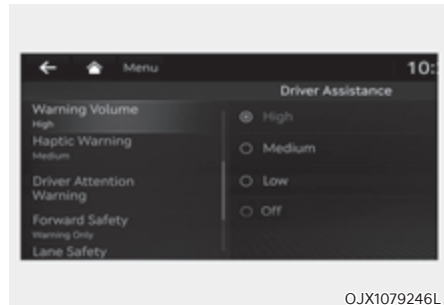 Menu
10:
Driver Assistance
Warning Volume
High
Haptic Warning
Medium
Driver Attention
Warning
Forward Safety
Warning Only
Lane Safety
High
Medium
Low
Off
OJX1079246L